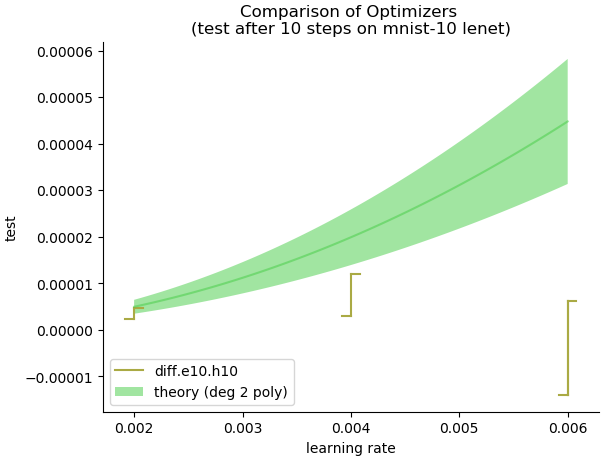 Comparison of Optimizers
(test after 10 steps on mnist-10 lenet)
0.00006
0.00005
0.00004
0.00003
0.00002
0.00001
0.00000
−0.00001
test
diff.e10.h10
theory (deg 2 poly)
0.002 0.003 0.004 0.005 0.006
learning rate